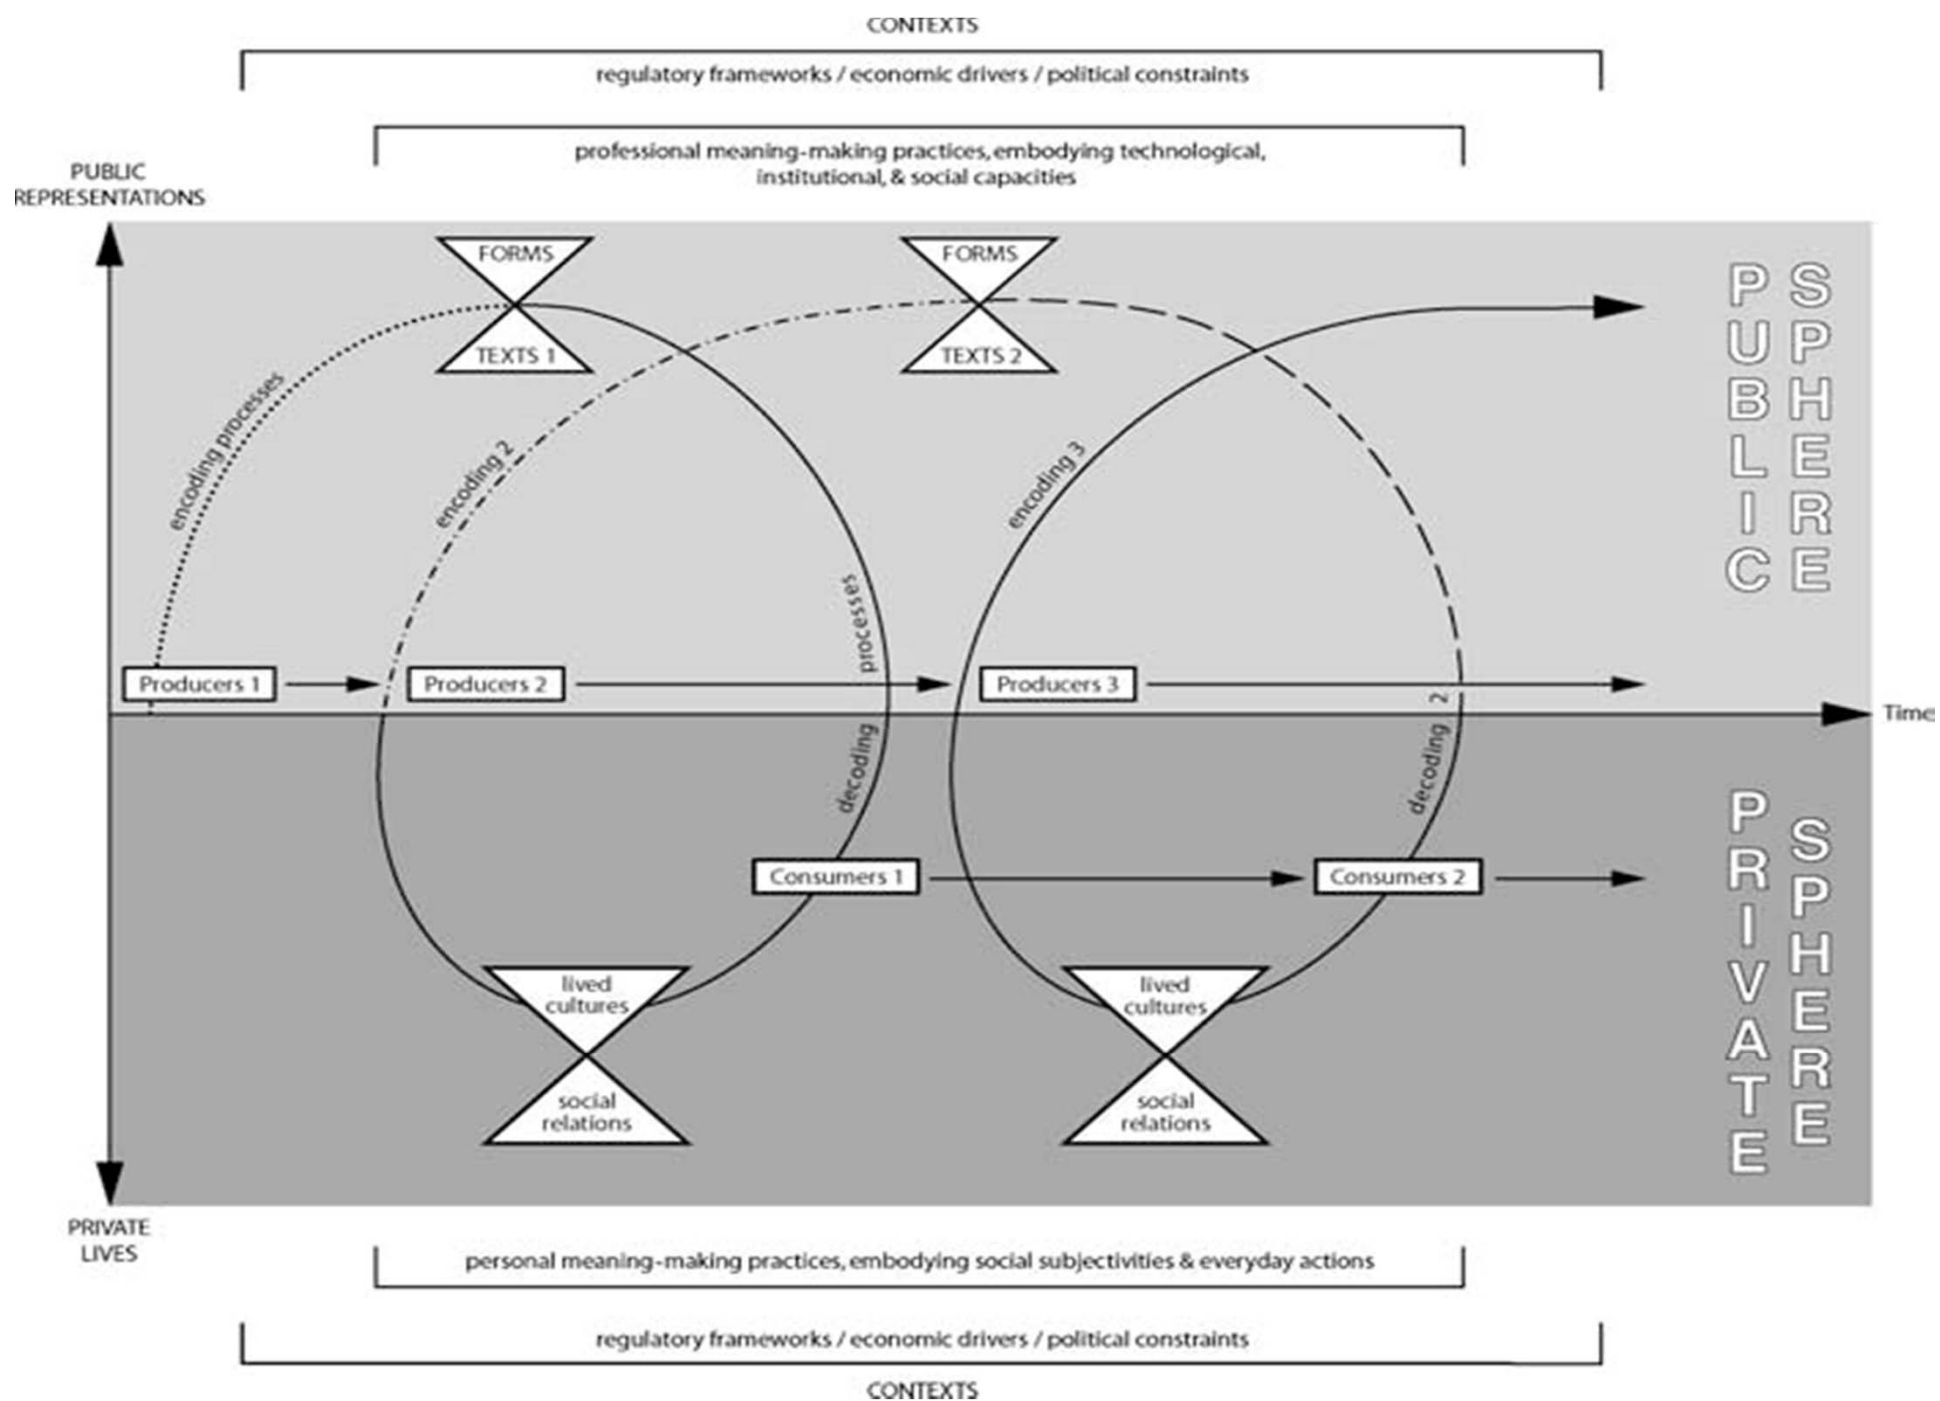 CONTEXTS
regulatory frameworks / economic drivers / political constraints
professional meaning-making practices, embodying technological,
institutional, & social capacities
PUBLIC
REPRESENTATIONS
FORMS
TEXTS 1
FORMS
TEXTS 2
encoding processes
encoding 2
decoding processes
encoding 3
decoding 2
Producers 1
Producers 2
Producers 3
Time
Consumers 1
Consumers 2
lived
cultures
social
relations
lived
cultures
social
relations
PUBLIC
SPHERE
PRIVATE
SPHERE
PRIVATE
LIVES
personal meaning-making practices, embodying social subjectivities & everyday actions
regulatory frameworks / economic drivers / political constraints
CONTEXTS